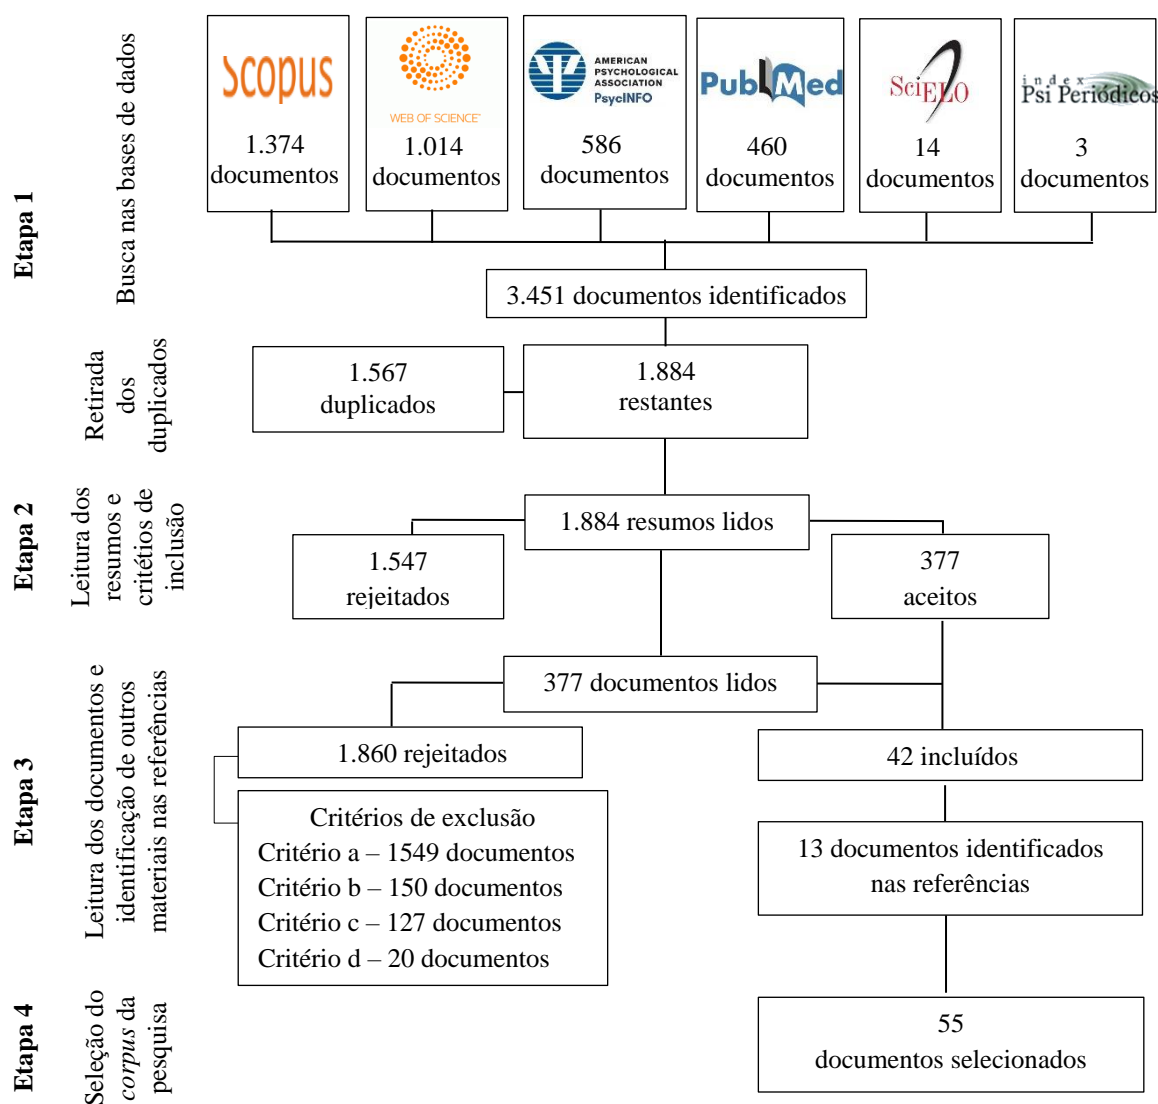 Etapa 1
Busca nas bases de dados
Scopus
1.374
documentos
WEB OF SCIENCE™
1.014
documentos
AMERICAN
PSYCHOLOGICAL
ASSOCIATION
PsycINFO
586
documentos
PubMed
460
documentos
SciELO
14
documentos
index
Psi Periódicos
3
documentos
3.451 documentos identificados
Retirada
dos
duplicados
1.567
duplicados
1.884
restantes
Etapa 2
Leitura dos
resumos e
critétios de
inclusão
1.884 resumos lidos
1.547
rejeitados
377
aceitos
Etapa 3
Leitura dos documentos e
identificação de outros
materiais nas referências
377 documentos lidos
1.860 rejeitados
42 incluídos
Critérios de exclusão
Critério a – 1549 documentos
Critério b – 150 documentos
Critério c – 127 documentos
Critério d – 20 documentos
13 documentos identificados
nas referências
Etapa 4
Seleção do
corpus da
pesquisa
55
documentos selecionados